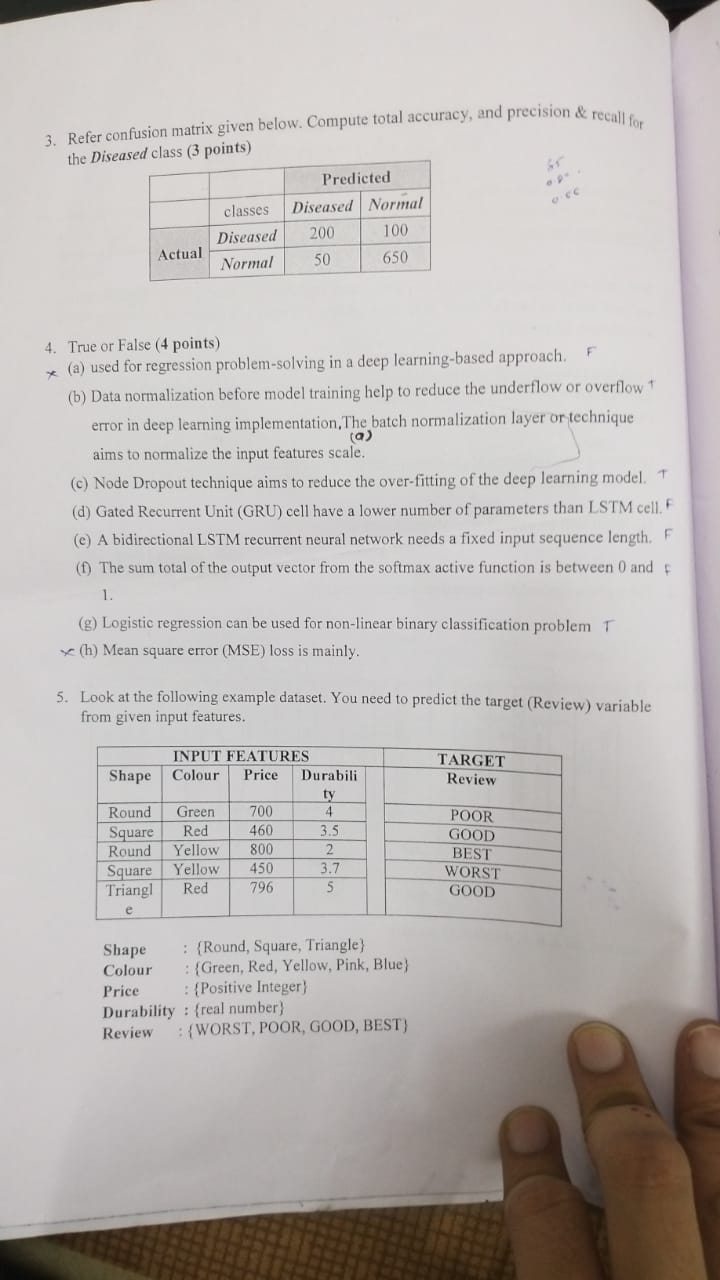 3. Refer confusion matrix given below. Compute total accuracy, and precision & recall for
the Diseased class (3 points)
Predicted
classes Diseased Normal
Actual
Diseased 200 100
Normal 50 650
4. True or False (4 points)
(a) used for regression problem-solving in a deep learning-based approach. F
(b) Data normalization before model training help to reduce the underflow or overflow T
error in deep learning implementation,The batch normalization layer or technique
(a)
aims to normalize the input features scale.
(c) Node Dropout technique aims to reduce the over-fitting of the deep learning model. T
(d) Gated Recurrent Unit (GRU) cell have a lower number of parameters than LSTM cell. F
(e) A bidirectional LSTM recurrent neural network needs a fixed input sequence length. F
(f) The sum total of the output vector from the softmax active function is between 0 and F
1.
(g) Logistic regression can be used for non-linear binary classification problem T
(h) Mean square error (MSE) loss is mainly.
5. Look at the following example dataset. You need to predict the target (Review) variable
from given input features.
INPUT FEATURES TARGET
Shape Colour Price Durabili Review
ty
Round Green 700 4 POOR
Square Red 460 3.5 GOOD
Round Yellow 800 2 BEST
Square Yellow 450 3.7 WORST
Triangl Red 796 5 GOOD
e
Shape : {Round, Square, Triangle}
Colour : {Green, Red, Yellow, Pink, Blue}
Price : {Positive Integer}
Durability : {real number}
Review : {WORST, POOR, GOOD, BEST}